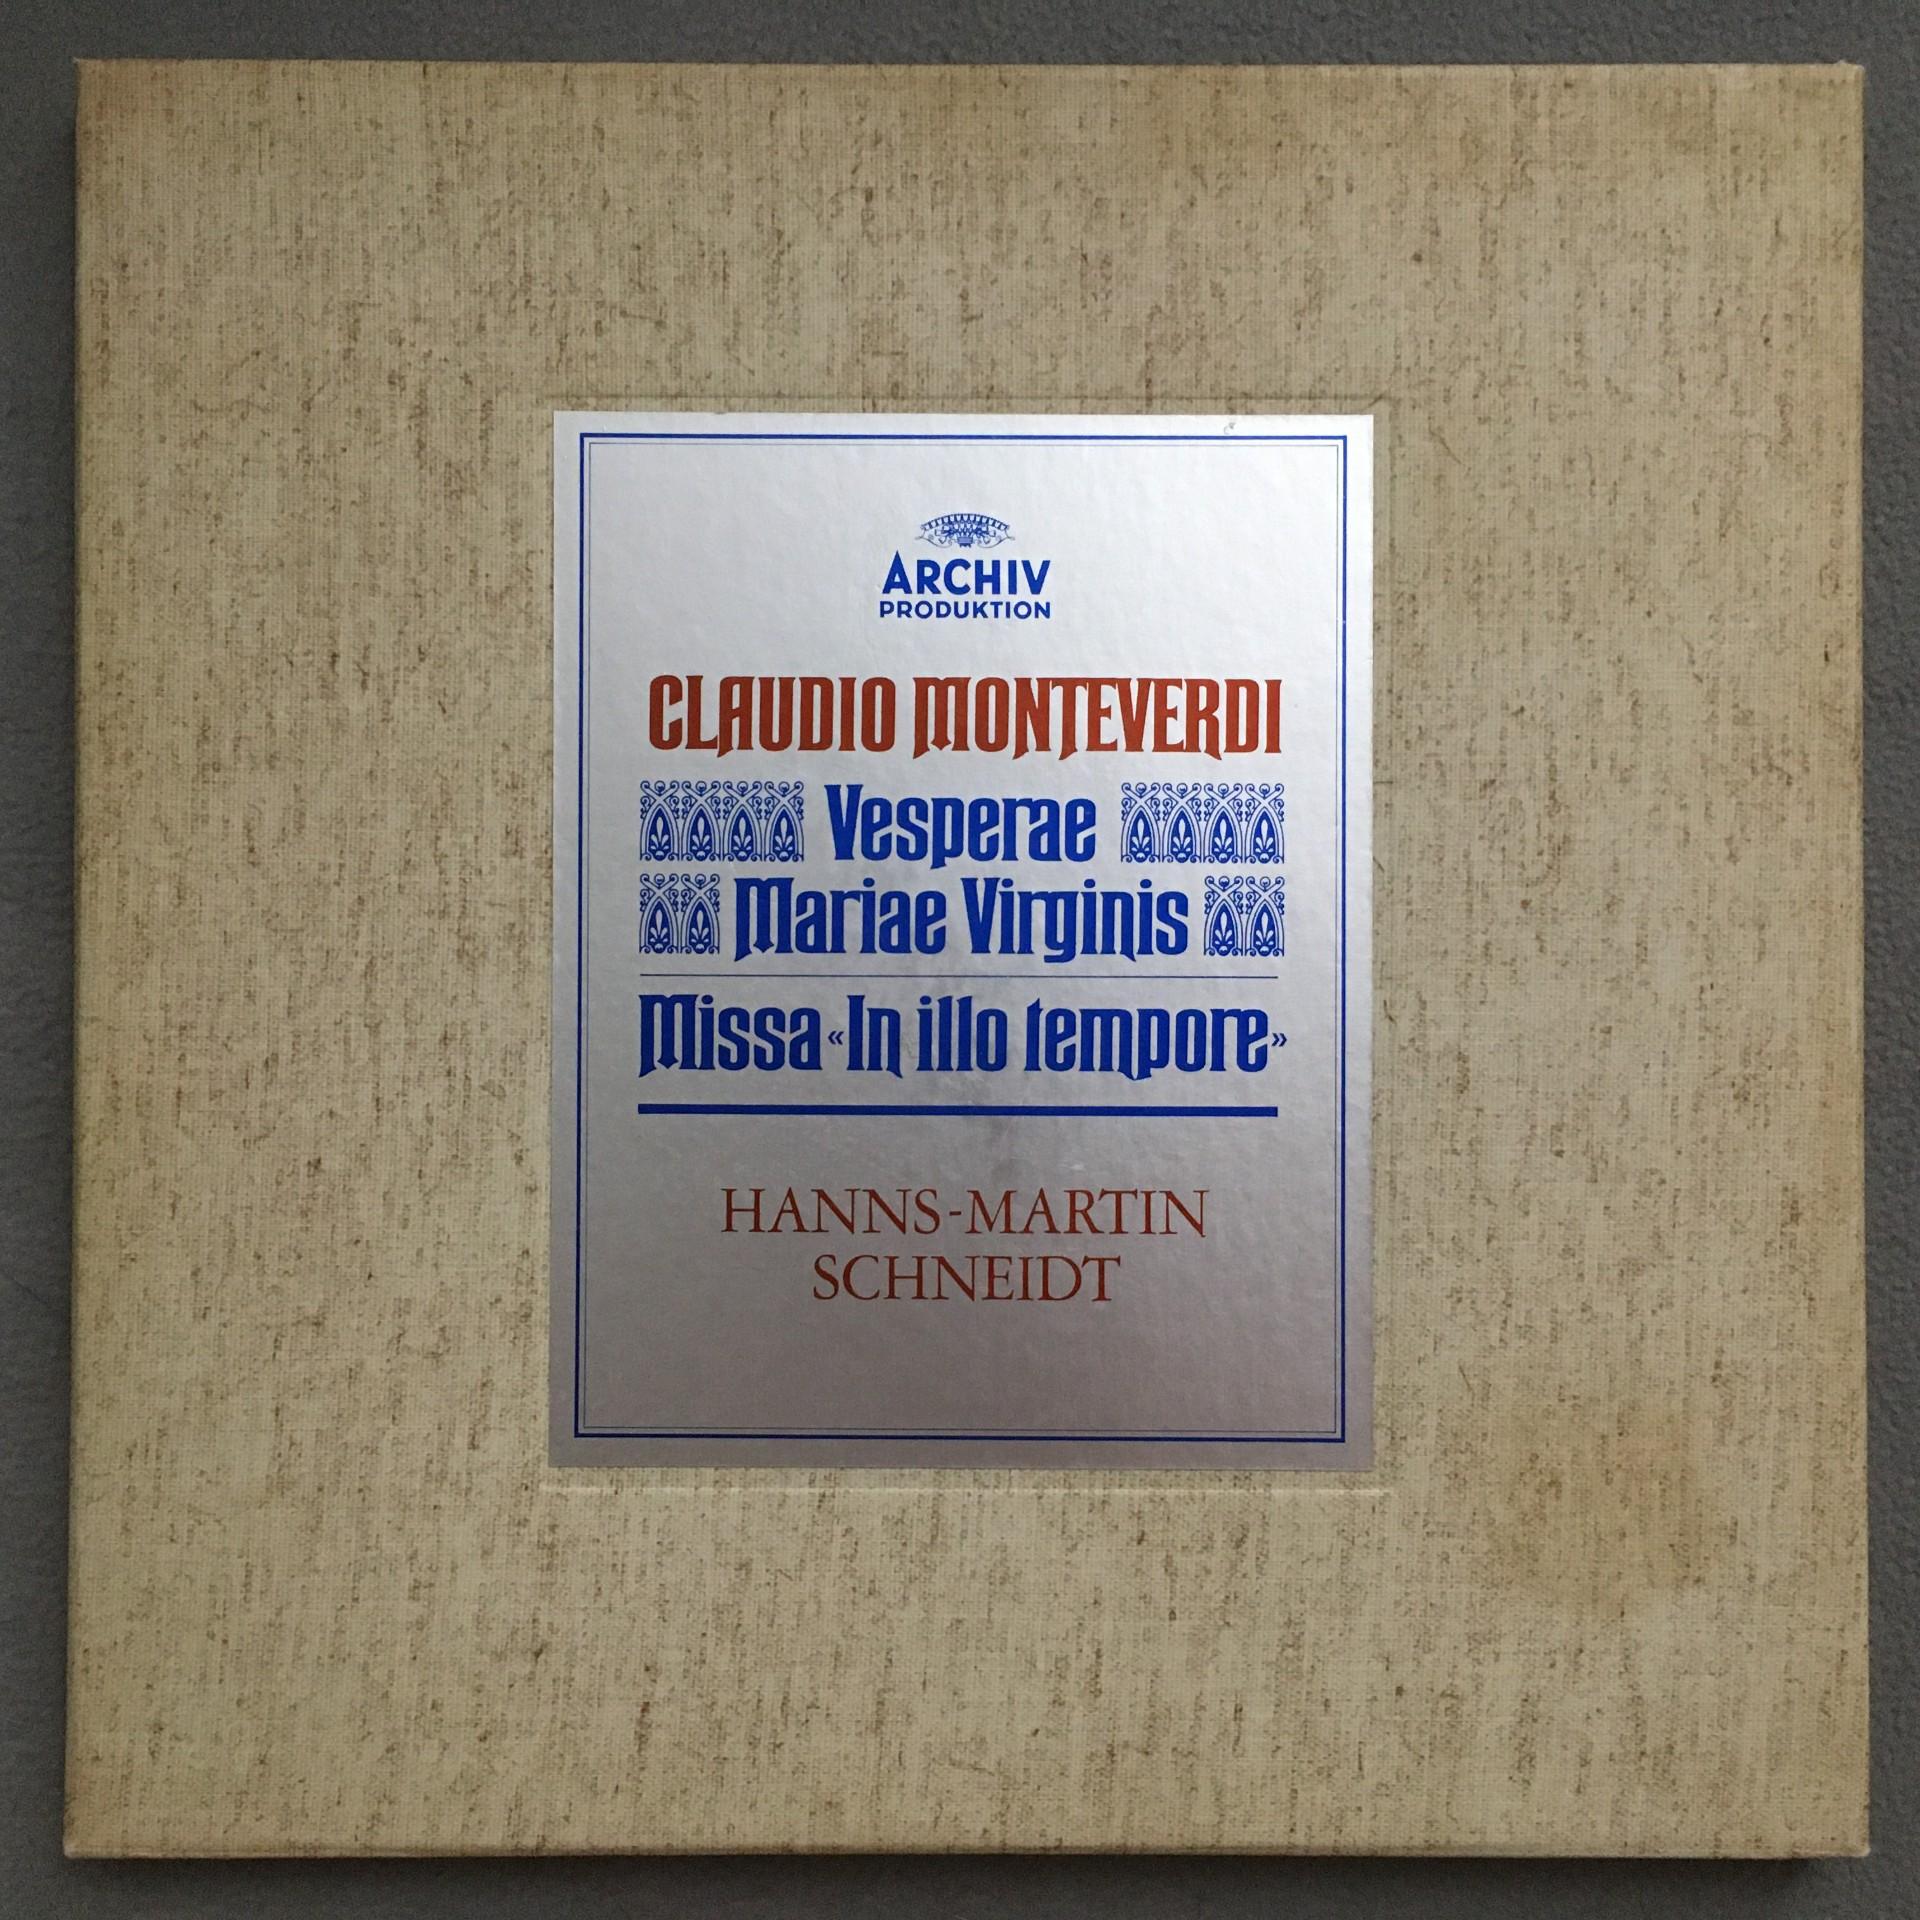 ARCHIV
PRODUKTION
CLAUDIO MONTEVERDI
Vesperae
Mariae Virginis
Missa «In illo tempore»
HANNS-MARTIN
SCHNEIDT